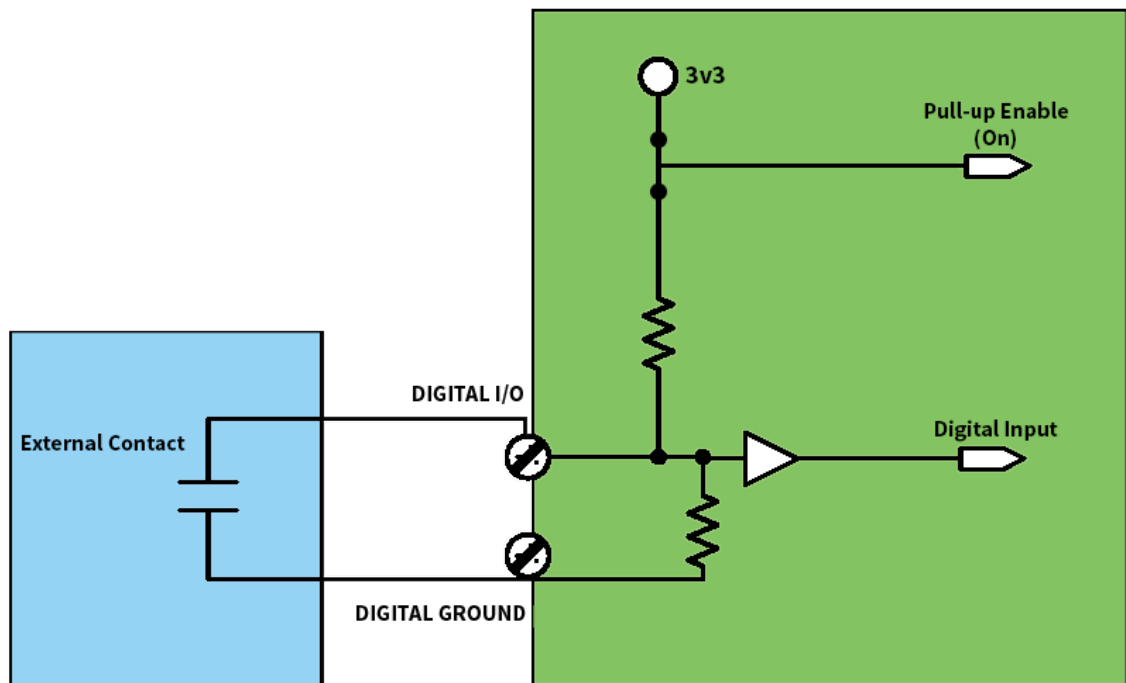 3v3
Pull-up Enable
(On)
DIGITAL I/O
External Contact
Digital Input
DIGITAL GROUND